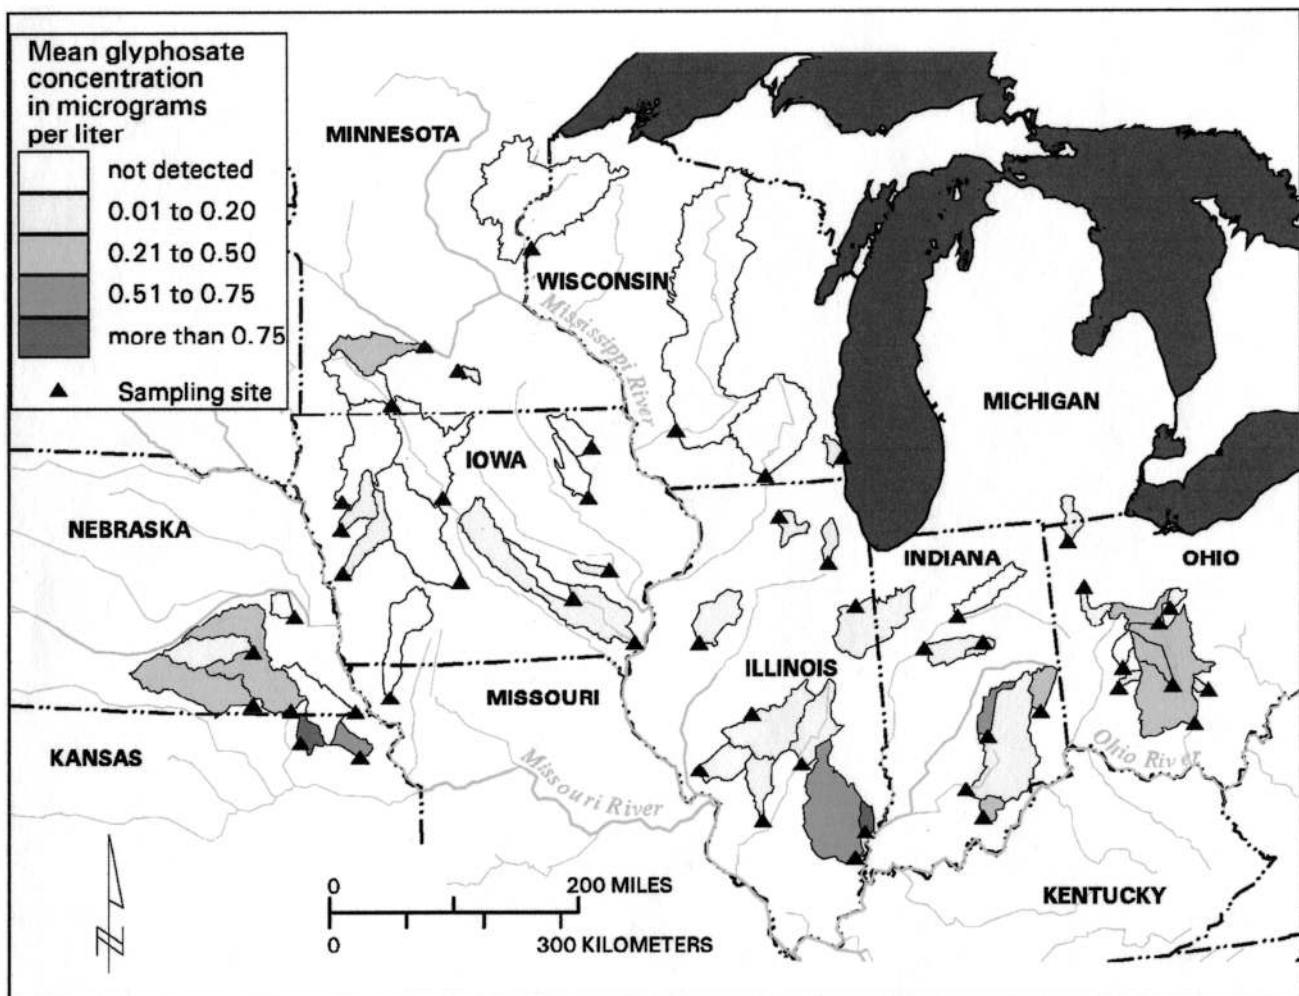 Mean glyphosate
concentration
in micrograms
per liter
not detected
0.01 to 0.20
0.21 to 0.50
0.51 to 0.75
more than 0.75
Sampling site
MINNESOTA
WISCONSIN
Mississippi River
MICHIGAN
IOWA
NEBRASKA
INDIANA
OHIO
ILLINOIS
MISSOURI
KANSAS
Missouri River
Ohio River
KENTUCKY
0 200 MILES
0 300 KILOMETERS
N